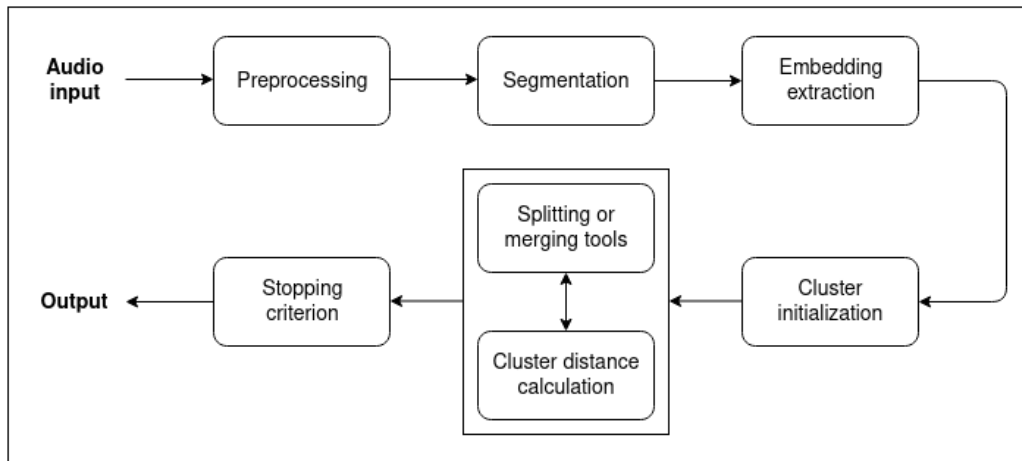 Audio
input
Preprocessing
Segmentation
Embedding
extraction
Splitting or
merging tools
Cluster
initialization
Cluster distance
calculation
Stopping
criterion
Output